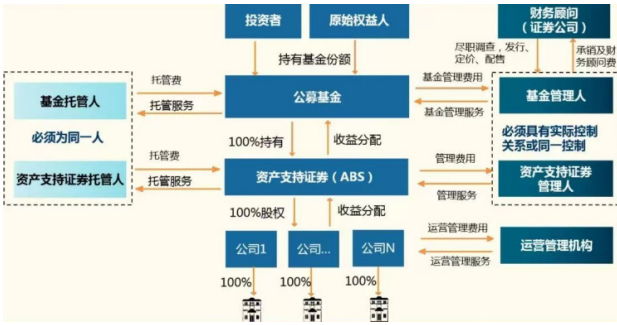 投资者
原始权益人
财务顾问
（证券公司）
持有基金份额
尽职调查，发行、
定价、配售
承销及财
务顾问费
基金托管人
托管费
托管服务
公募基金
基金管理费用
基金管理服务
基金管理人
必须为同一人
100%持有
收益分配
必须具有实际控制
关系或同一控制
资产支持证券托管人
托管费
托管服务
资产支持证券（ABS）
管理费用
管理服务
资产支持证券
管理人
100%股权
收益分配
公司1
公司...
公司N
运营管理费用
运营管理服务
运营管理机构
100%
100%
100%